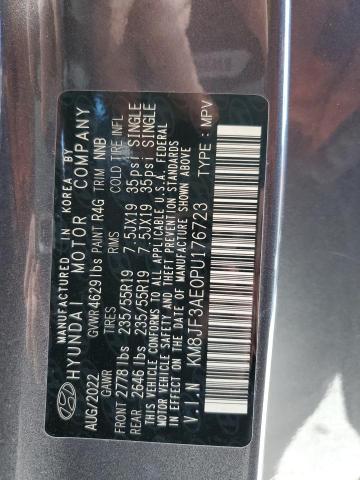 MANUFACTURED IN KOREA BY
HYUNDAI MOTOR COMPANY
AUG/2022 GVWR 4629 lbs PAINT R4G TRIM NNB
GAWR TIRES RIMS COLD TIRE INFL
FRONT 2778 lbs 235/55R19 7.5JX19 35psi SINGLE
REAR 2646 lbs 235/55R19 7.5JX19 35psi SINGLE
THIS VEHICLE CONFORMS TO ALL APPLICABLE U.S.A. FEDERAL
MOTOR VEHICLE SAFETY AND THEFT PREVENTION STANDARDS
IN EFFECT ON THE DATE OF MANUFACTURE SHOWN ABOVE
V.I.N KM8JF3AE0PU176723 TYPE : MPV